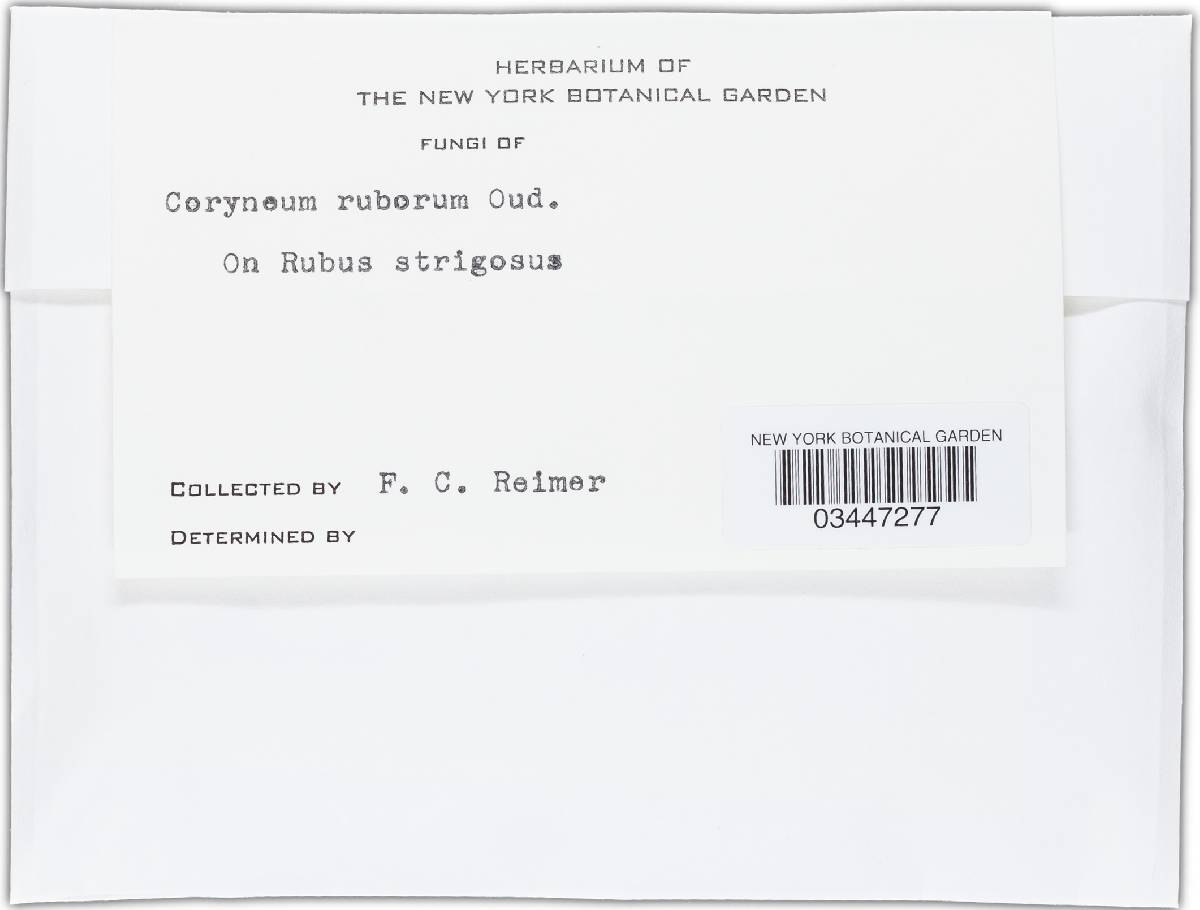 HERBARIUM OF
THE NEW YORK BOTANICAL GARDEN
FUNGI OF
Coryneum ruborum Oud.
On Rubus strigosus
COLLECTED BY F. C. Reimer
DETERMINED BY
NEW YORK BOTANICAL GARDEN
03447277